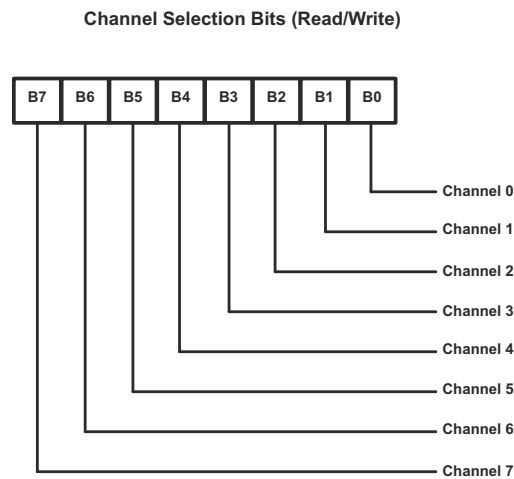 Channel Selection Bits (Read/Write)
B7 B6 B5 B4 B3 B2 B1 B0
Channel 0
Channel 1
Channel 2
Channel 3
Channel 4
Channel 5
Channel 6
Channel 7